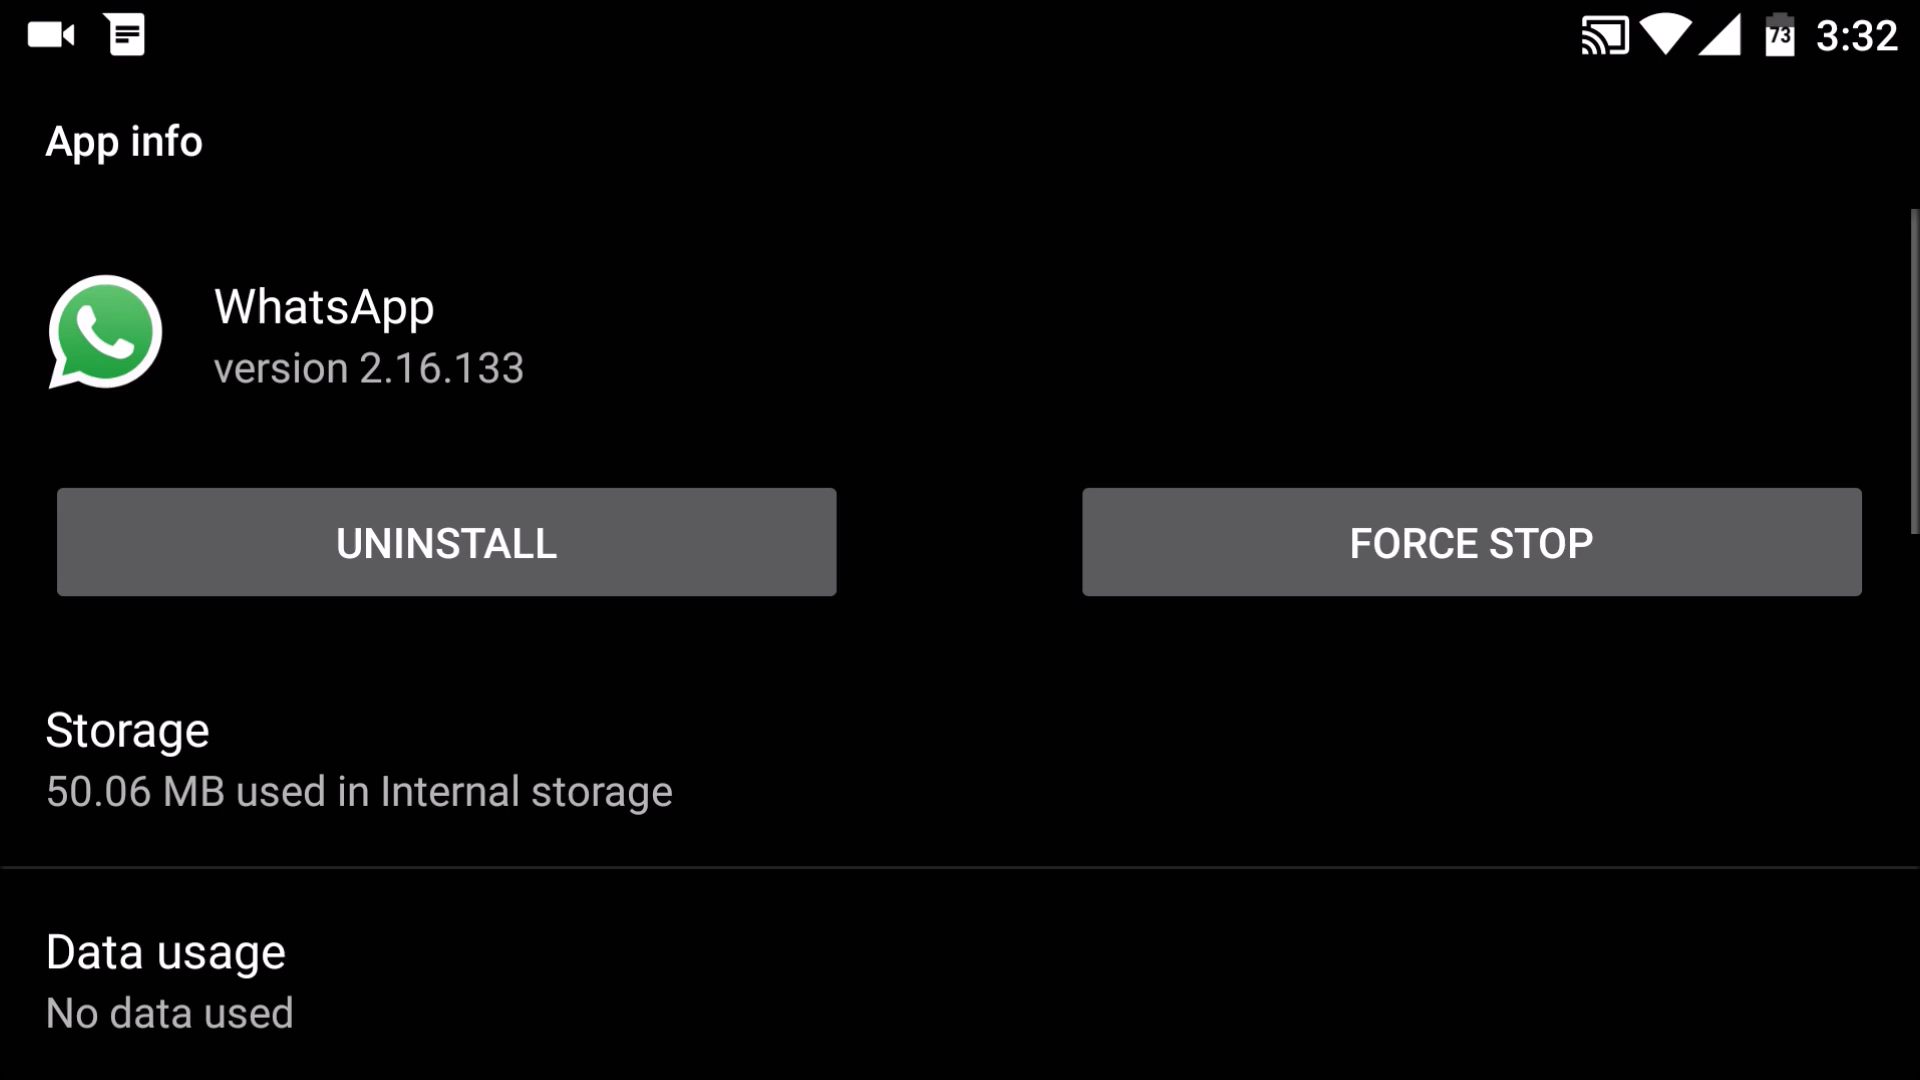 73 3:32
App info
WhatsApp
version 2.16.133
UNINSTALL FORCE STOP
Storage
50.06 MB used in Internal storage
Data usage
No data used